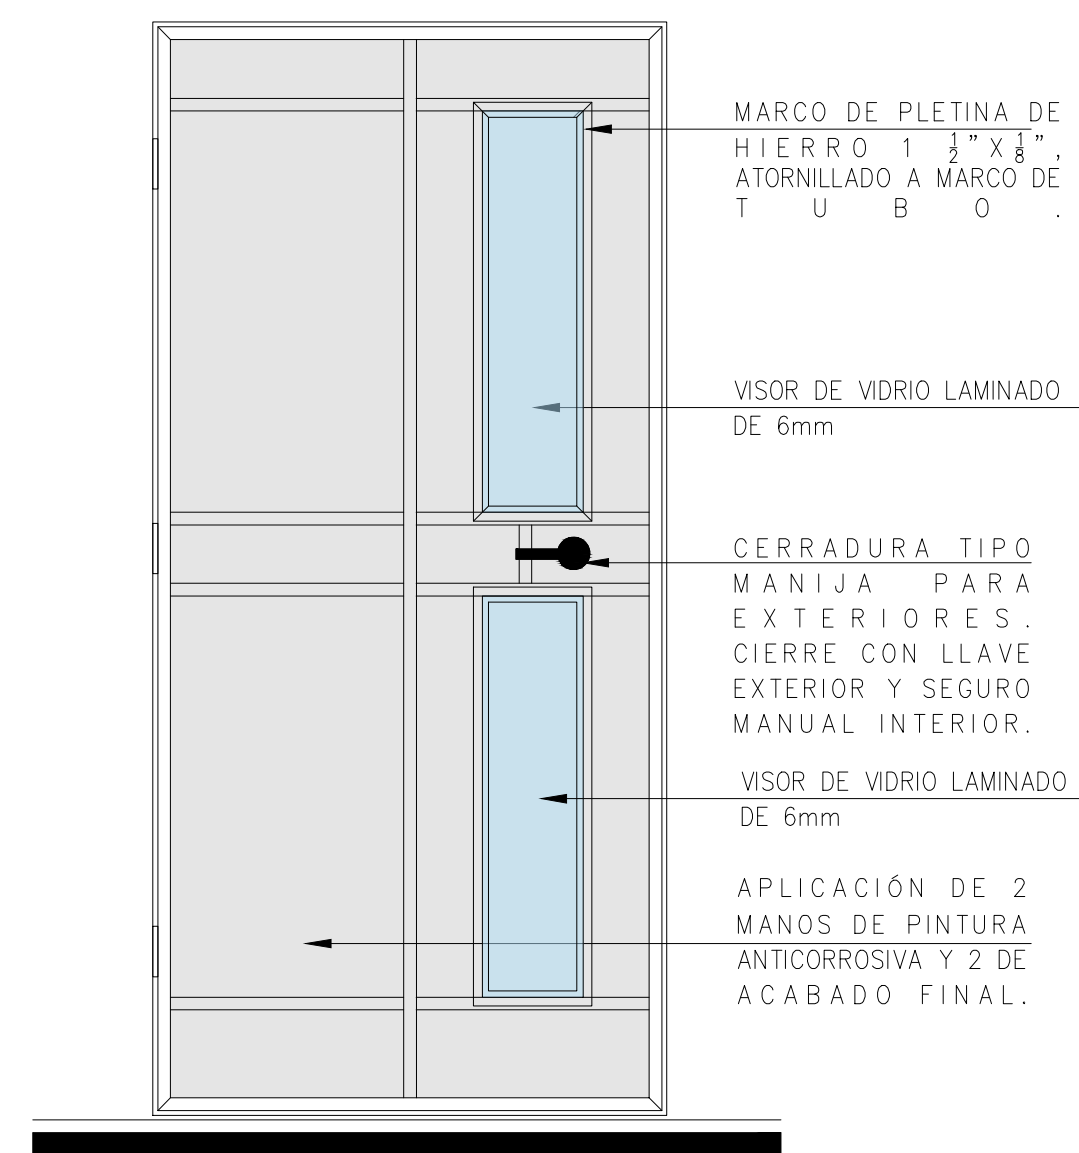 MARCO DE PLETINA DE
HIERRO 1 ½" X ⅛",
ATORNILLADO A MARCO DE
TUBO.
VISOR DE VIDRIO LAMINADO
DE 6mm
CERRADURA TIPO
MANIJA PARA
EXTERIORES.
CIERRE CON LLAVE
EXTERIOR Y SEGURO
MANUAL INTERIOR.
VISOR DE VIDRIO LAMINADO
DE 6mm
APLICACIÓN DE 2
MANOS DE PINTURA
ANTICORROSIVA Y 2 DE
ACABADO FINAL.